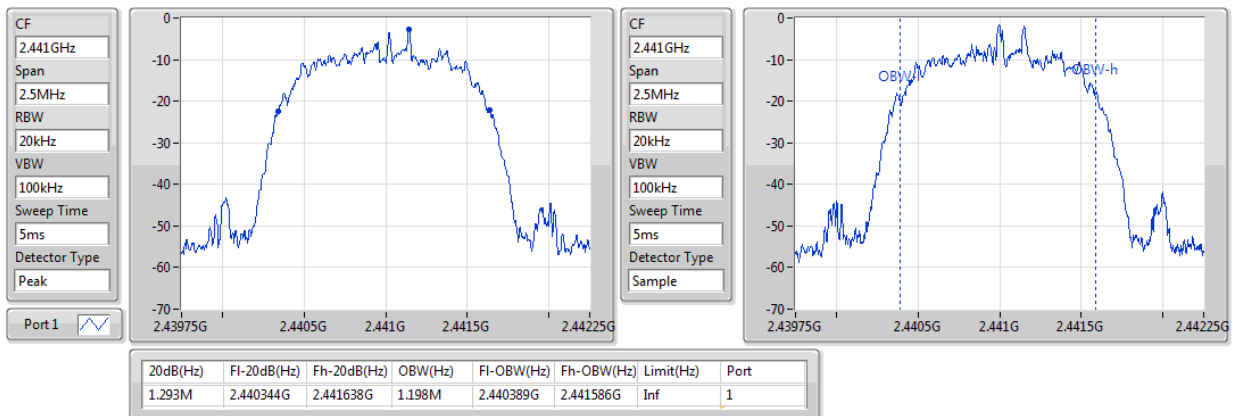 CF
2.441GHz
Span
2.5MHz
RBW
20kHz
VBW
100kHz
Sweep Time
5ms
Detector Type
Peak
Port 1
0-
-10-
-20-
-30-
-40-
-50-
-60-
-70-
2.43975G 2.4405G 2.441G 2.4415G 2.44225G
CF
2.441GHz
Span
2.5MHz
RBW
20kHz
VBW
100kHz
Sweep Time
5ms
Detector Type
Sample
0-
-10-
-20-
-30-
-40-
-50-
-60-
-70-
OBW-l OBW-h
2.43975G 2.4405G 2.441G 2.4415G 2.44225G
20dB(Hz) Fl-20dB(Hz) Fh-20dB(Hz) OBW(Hz) Fl-OBW(Hz) Fh-OBW(Hz) Limit(Hz) Port
1.293M 2.440344G 2.441638G 1.198M 2.440389G 2.441586G Inf 1